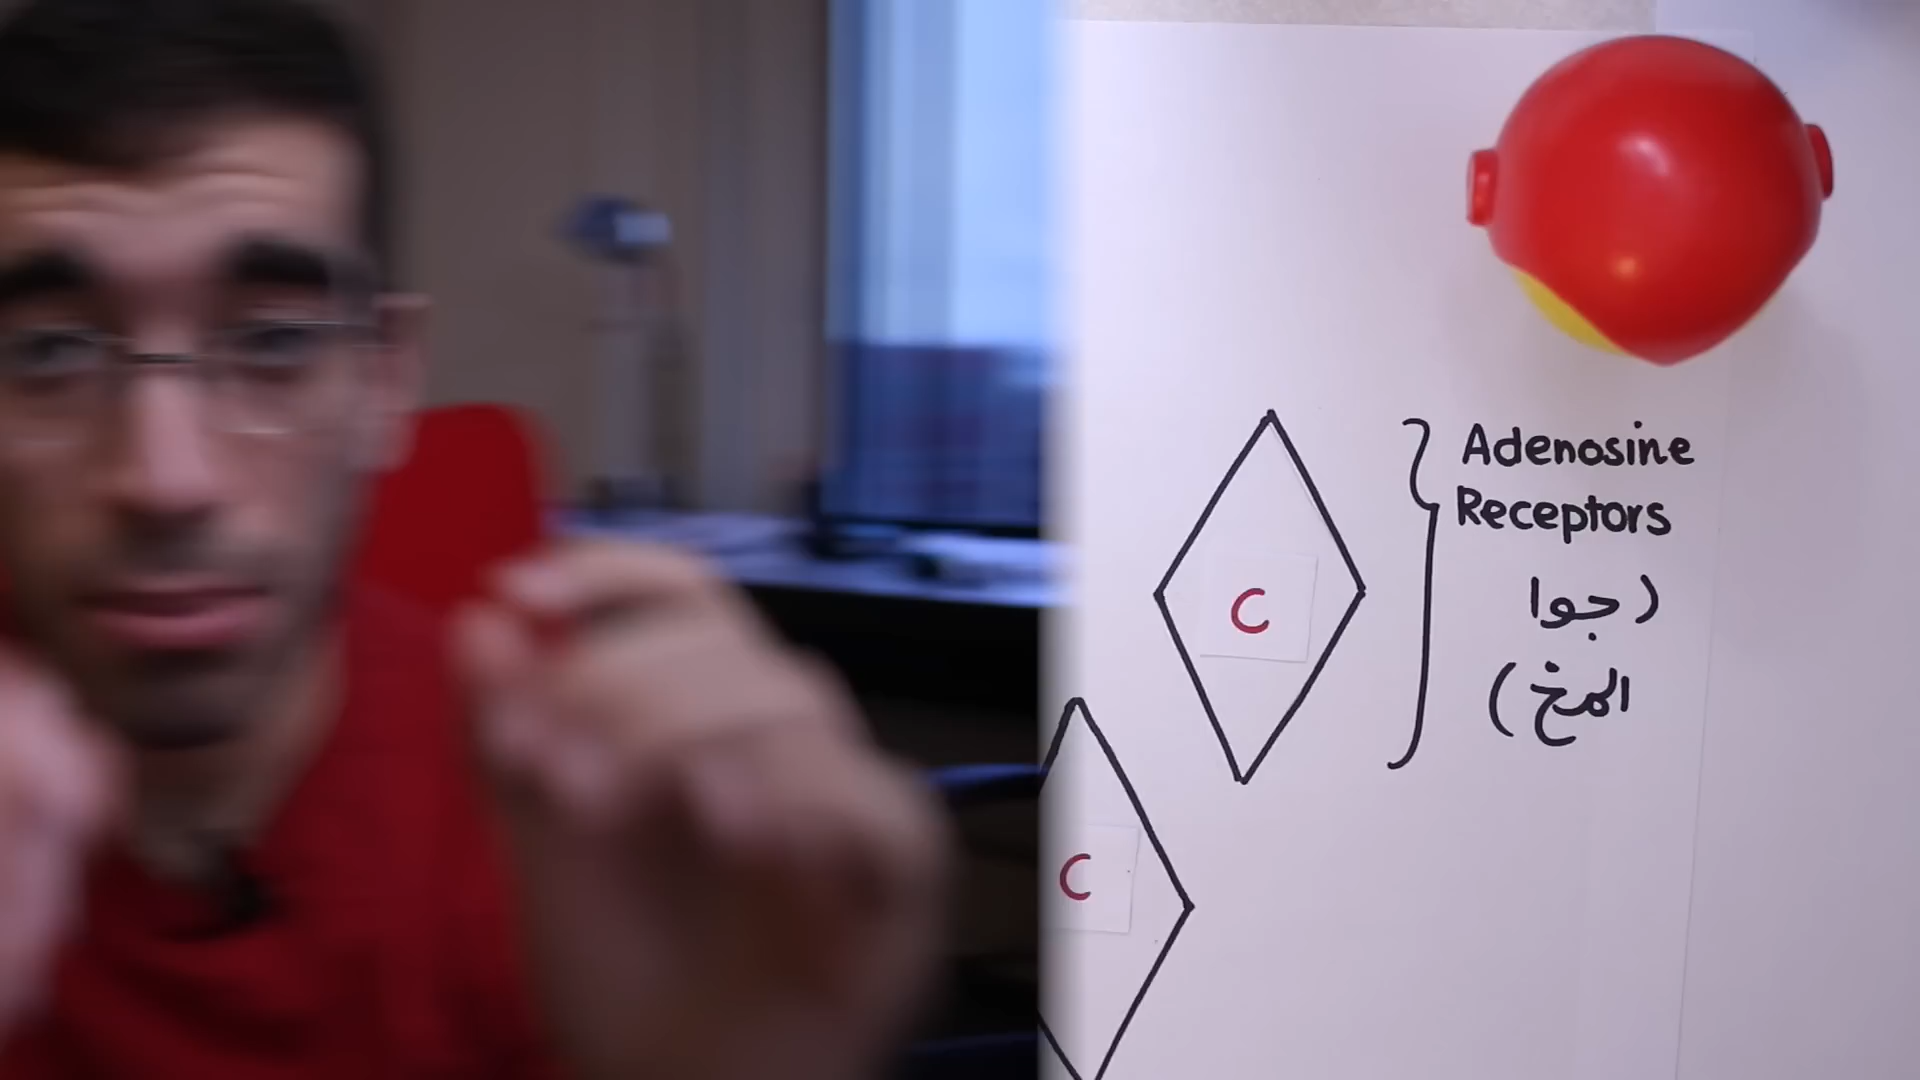 Adenosine
Receptors
(جوا
المخ)
C
C